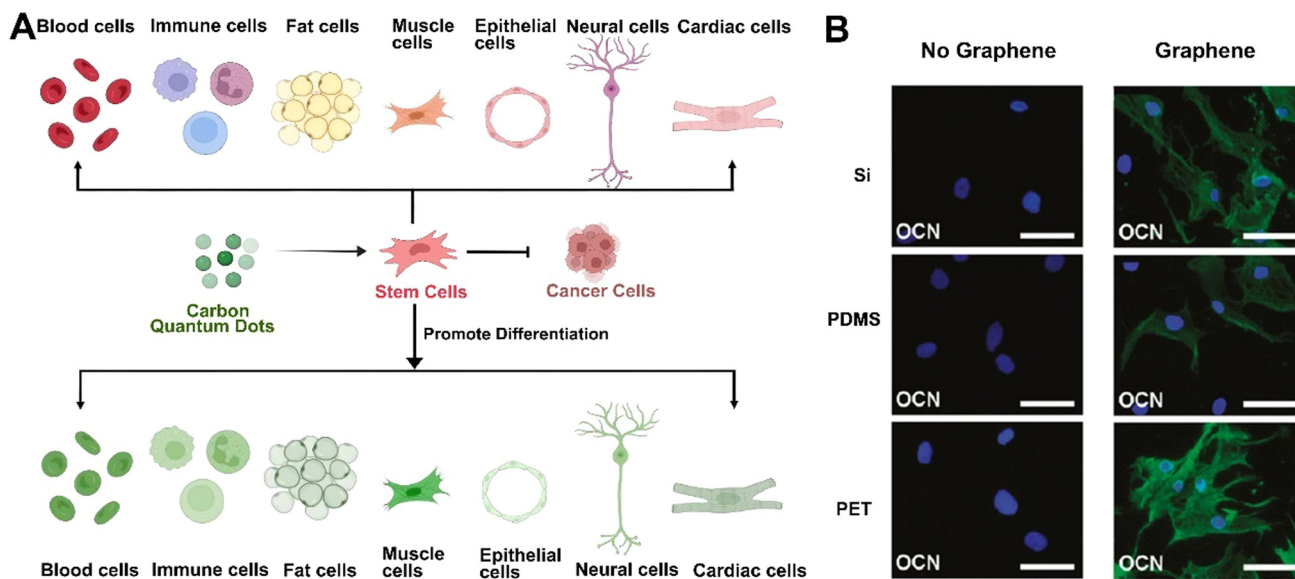 A
Blood cells
Immune cells
Fat cells
Muscle
cells
Epithelial
cells
Neural cells
Cardiac cells
Carbon
Quantum Dots
Stem Cells
Cancer Cells
Promote Differentiation
Blood cells
Immune cells
Fat cells
Muscle
cells
Epithelial
cells
Neural cells
Cardiac cells
B
No Graphene
Graphene
Si
OCN
OCN
PDMS
OCN
OCN
PET
OCN
OCN